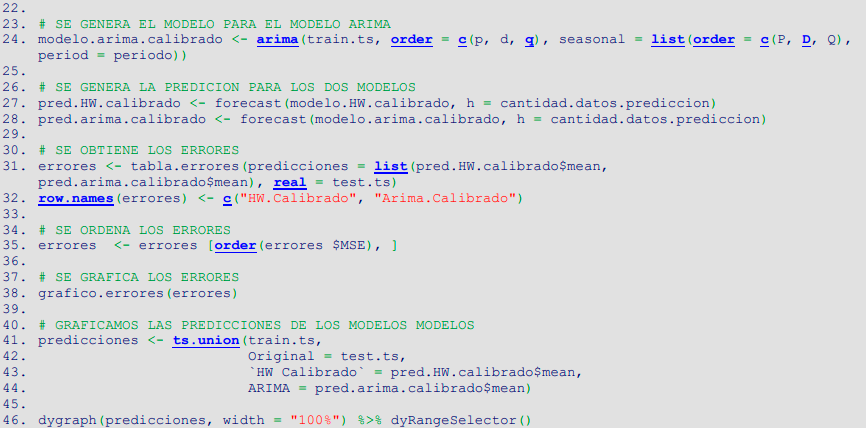 22.
23. # SE GENERA EL MODELO PARA EL MODELO ARIMA
24. modelo.arima.calibrado <- arima(train.ts, order = c(p, d, q), seasonal = list(order = c(P, D, Q),
period = periodo))
25.
26. # SE GENERA LA PREDICION PARA LOS DOS MODELOS
27. pred.HW.calibrado <- forecast(modelo.HW.calibrado, h = cantidad.datos.prediccion)
28. pred.arima.calibrado <- forecast(modelo.arima.calibrado, h = cantidad.datos.prediccion)
29.
30. # SE OBTIENE LOS ERRORES
31. errores <- tabla.errores(predicciones = list(pred.HW.calibrado$mean,
pred.arima.calibrado$mean), real = test.ts)
32. row.names(errores) <- c("HW.Calibrado", "Arima.Calibrado")
33.
34. # SE ORDENA LOS ERRORES
35. errores  <- errores [order(errores $MSE), ]
36.
37. # SE GRAFICA LOS ERRORES
38. grafico.errores(errores)
39.
40. # GRAFICAMOS LAS PREDICCIONES DE LOS MODELOS MODELOS
41. predicciones <- ts.union(train.ts,
42.                          Original = test.ts,
43.                          `HW Calibrado` = pred.HW.calibrado$mean,
44.                          ARIMA = pred.arima.calibrado$mean)
45.
46. dygraph(predicciones, width = "100%") %>% dyRangeSelector()